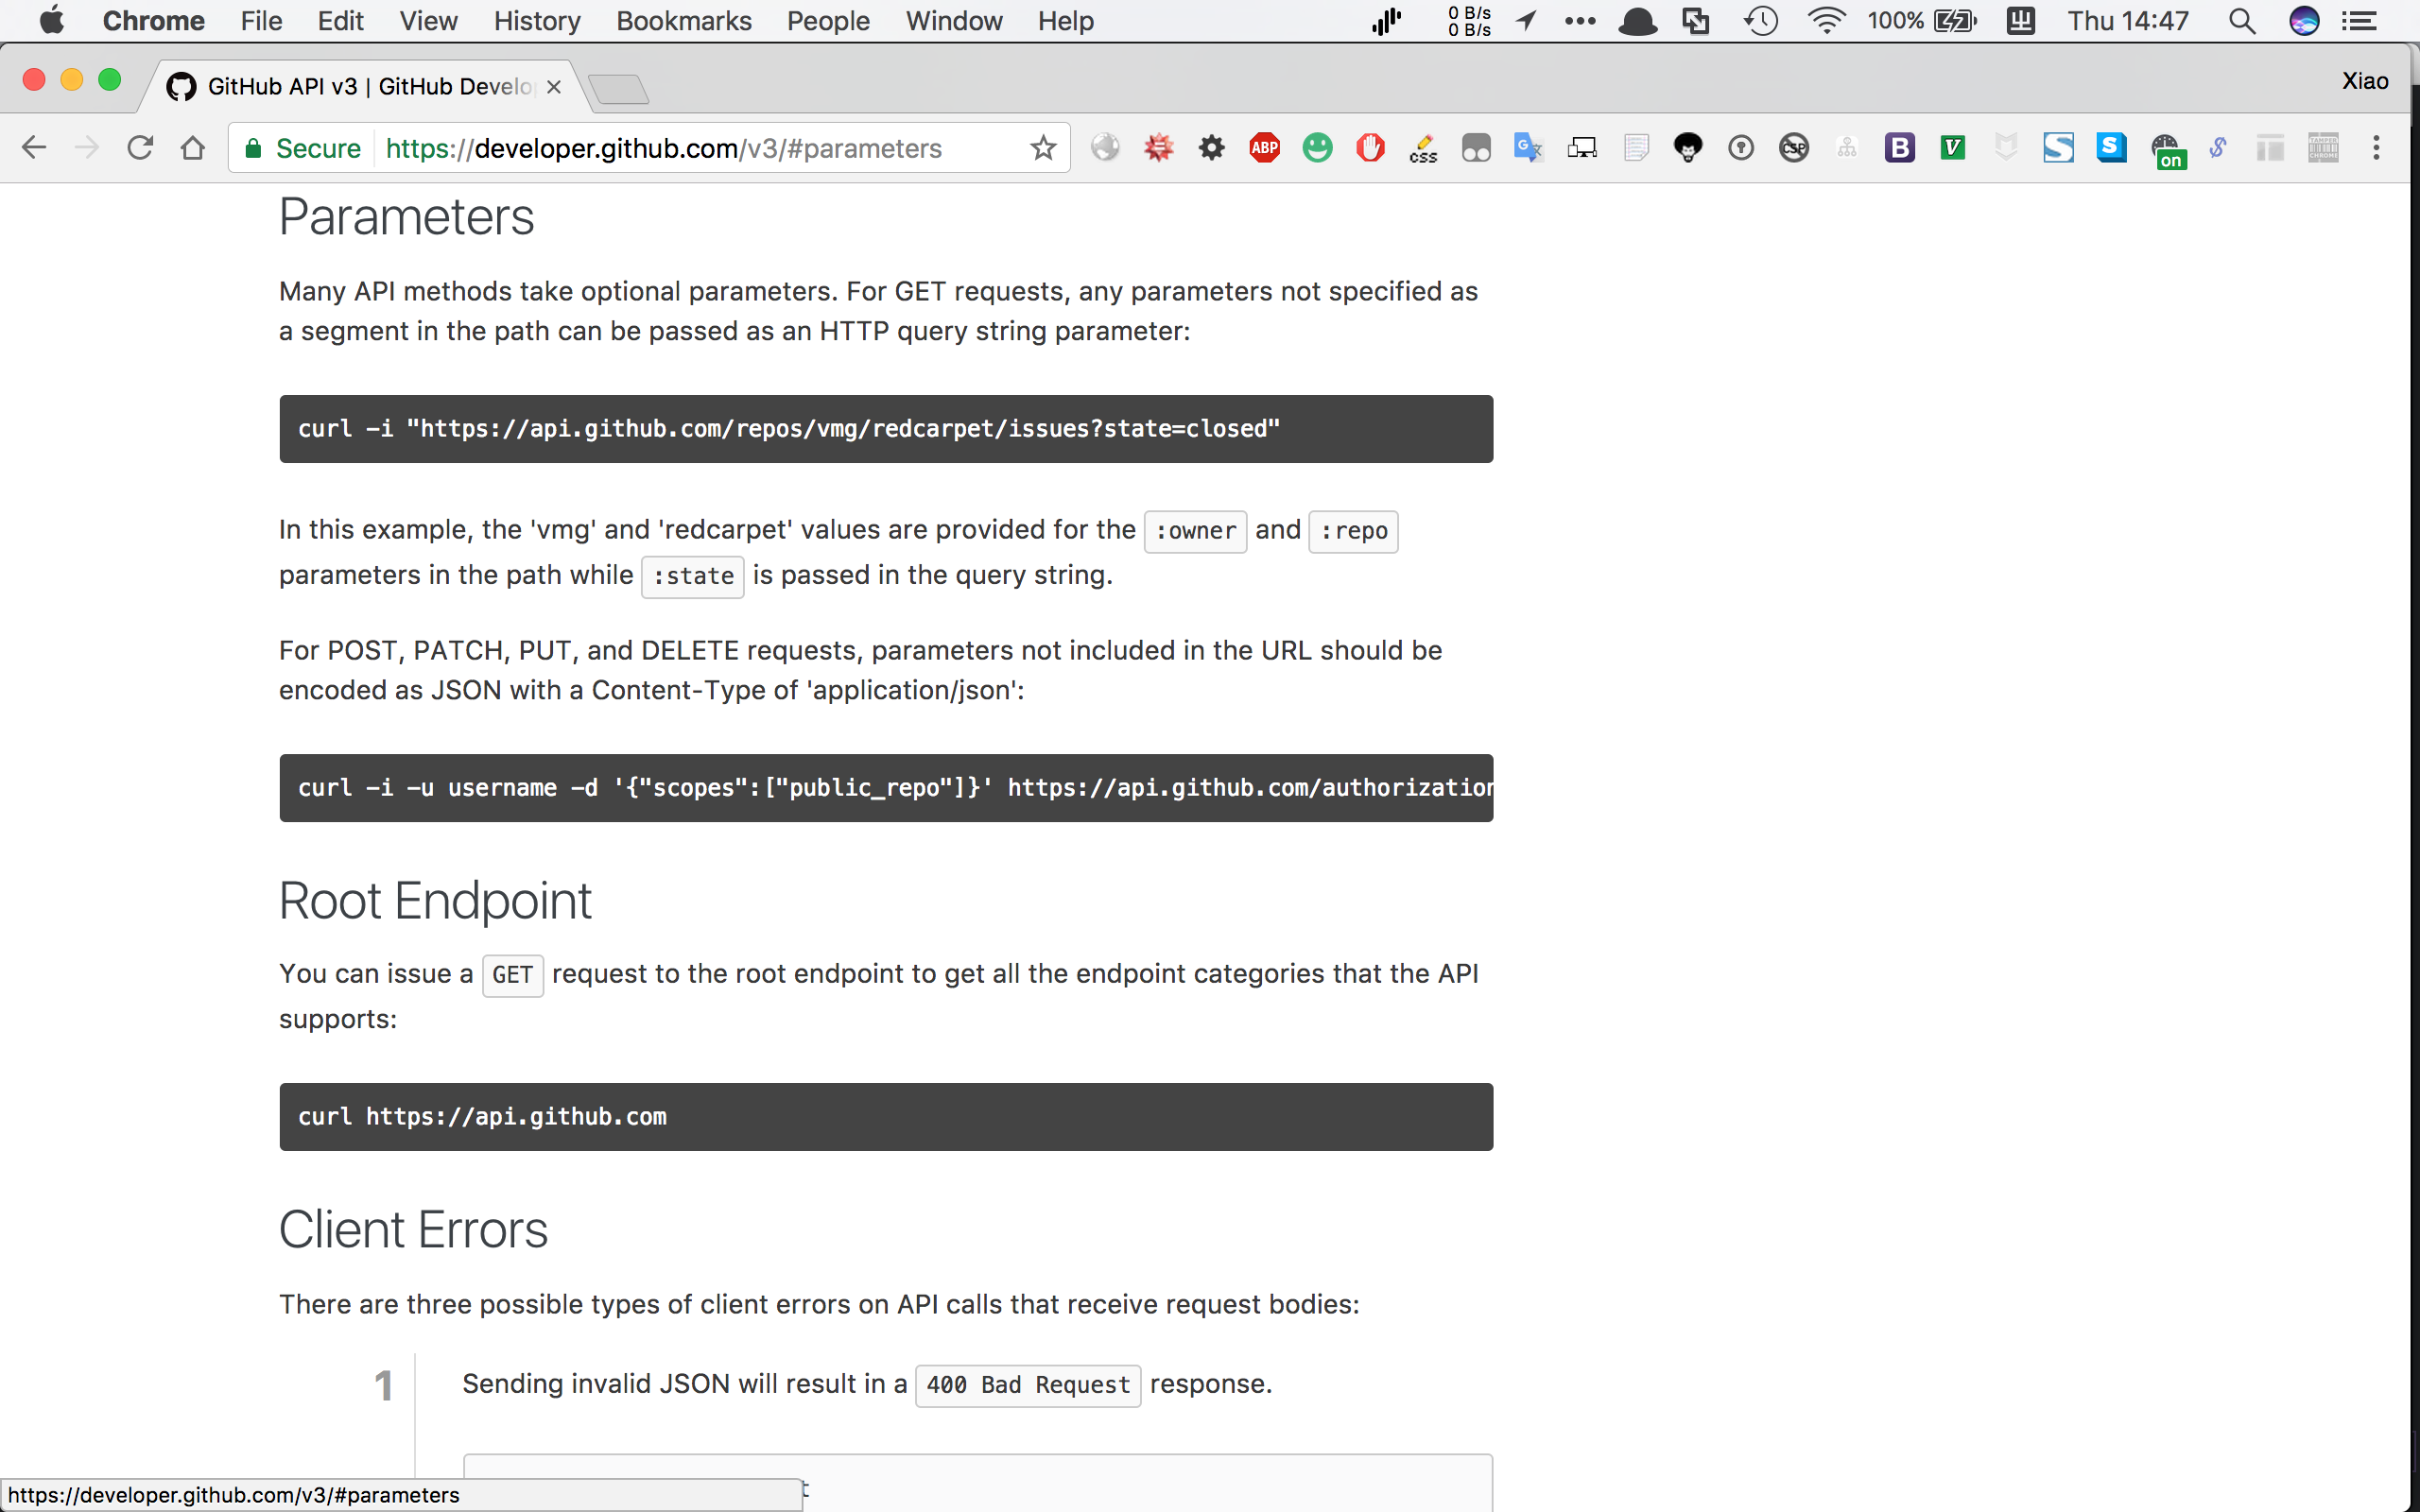 Chrome File Edit View History Bookmarks People Window Help 0 B/s 0 B/s 100% Thu 14:47
GitHub API v3 | GitHub Develo
Xiao
Secure https://developer.github.com/v3/#parameters ABP css CSP B V S S on
Parameters
Many API methods take optional parameters. For GET requests, any parameters not specified as
a segment in the path can be passed as an HTTP query string parameter:
curl -i "https://api.github.com/repos/vmg/redcarpet/issues?state=closed"
In this example, the 'vmg' and 'redcarpet' values are provided for the :owner and :repo
parameters in the path while :state is passed in the query string.
For POST, PATCH, PUT, and DELETE requests, parameters not included in the URL should be
encoded as JSON with a Content-Type of 'application/json':
curl -i -u username -d '{"scopes":["public_repo"]}' https://api.github.com/authorization
Root Endpoint
You can issue a GET request to the root endpoint to get all the endpoint categories that the API
supports:
curl https://api.github.com
Client Errors
There are three possible types of client errors on API calls that receive request bodies:
1 Sending invalid JSON will result in a 400 Bad Request response.
https://developer.github.com/v3/#parameters